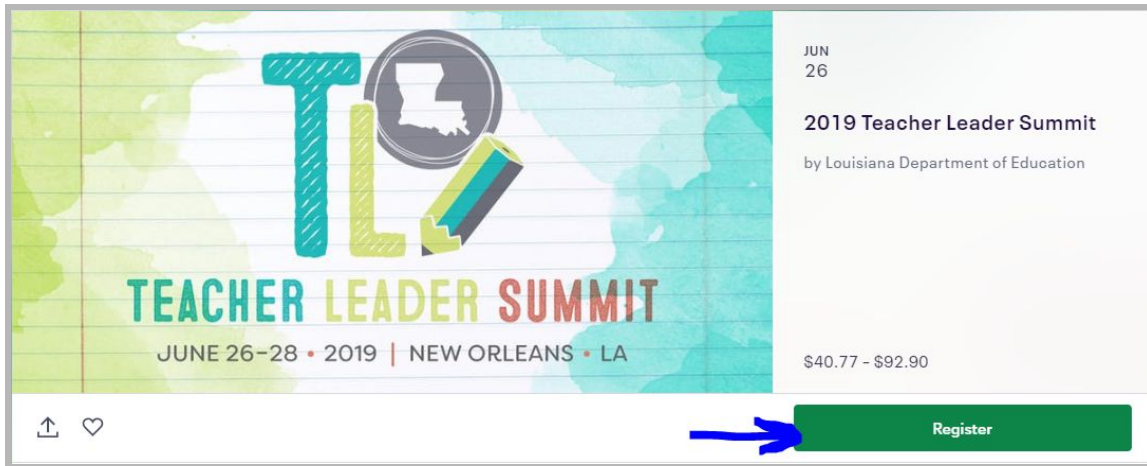 TL
TEACHER LEADER SUMMIT
JUNE 26-28 • 2019 | NEW ORLEANS • LA
JUN
26
2019 Teacher Leader Summit
by Louisiana Department of Education
$40.77 - $92.90
Register